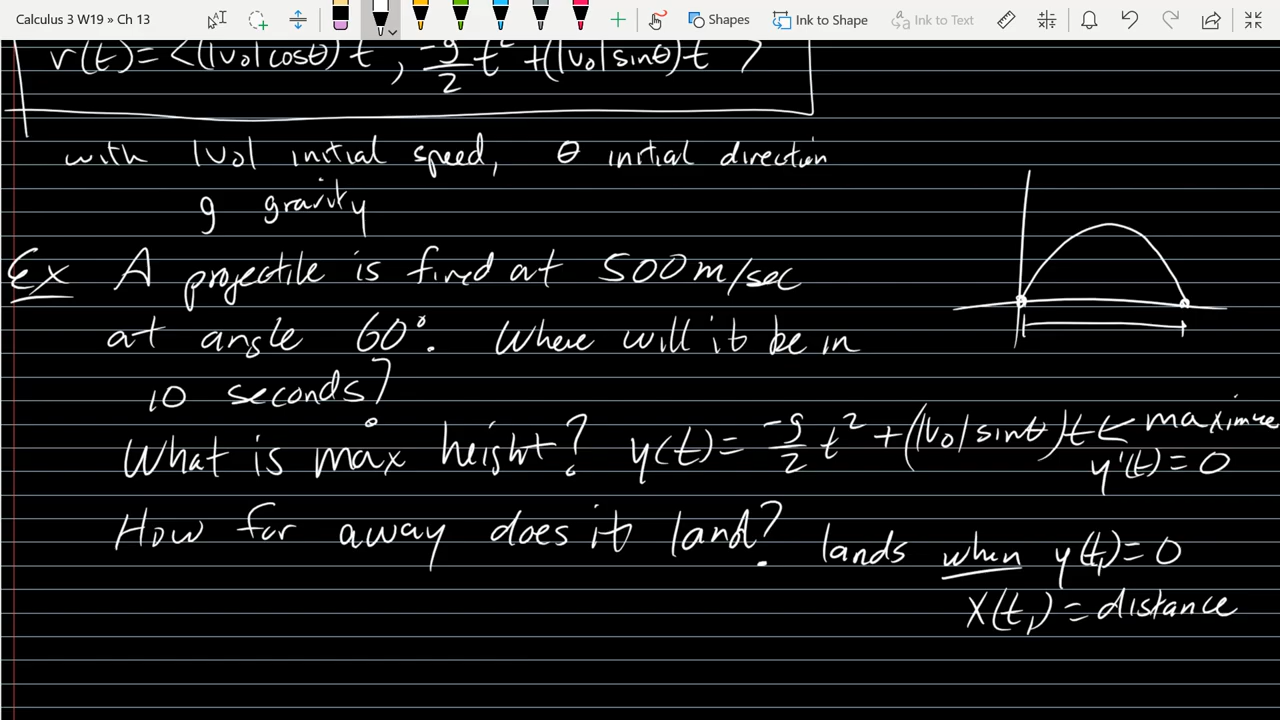 Calculus 3 W19 » Ch 13
Shapes
Ink to Shape
Ink to Text
r(t) = <(|v₀|cosθ)t, -g/2 t² + (|v₀|sinθ)t >
with |v₀| initial speed, θ initial direction
g gravity
Ex A projectile is fired at 500m/sec
at angle 60°. Where will it be in
10 seconds?
What is max height? y(t) = -g/2 t² + (|v₀|sinθ)t ← maximize
y'(t) = 0
How far away does it land? lands when y(t₁) = 0
x(t₁) = distance